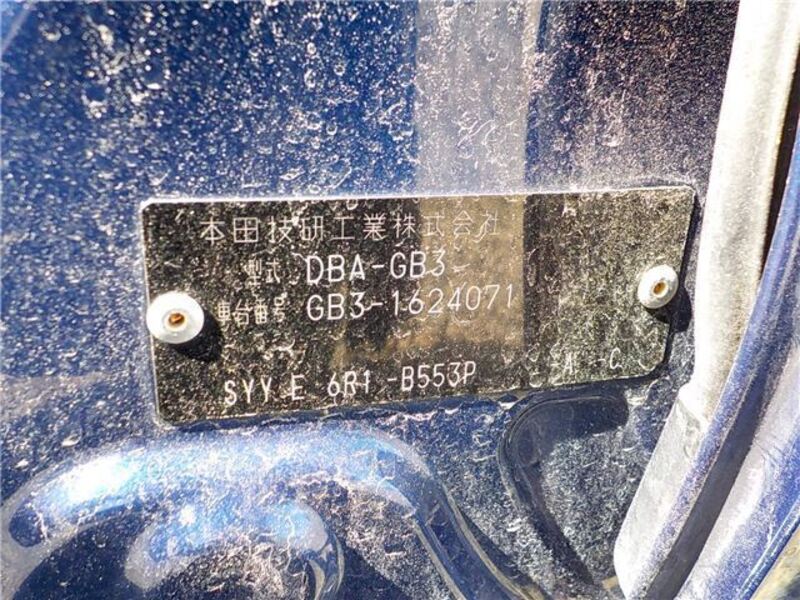 本田技研工業株式会社
型式 DBA-GB3
車台番号 GB3-1624071
SYY E 6R1 -B553P -A -C